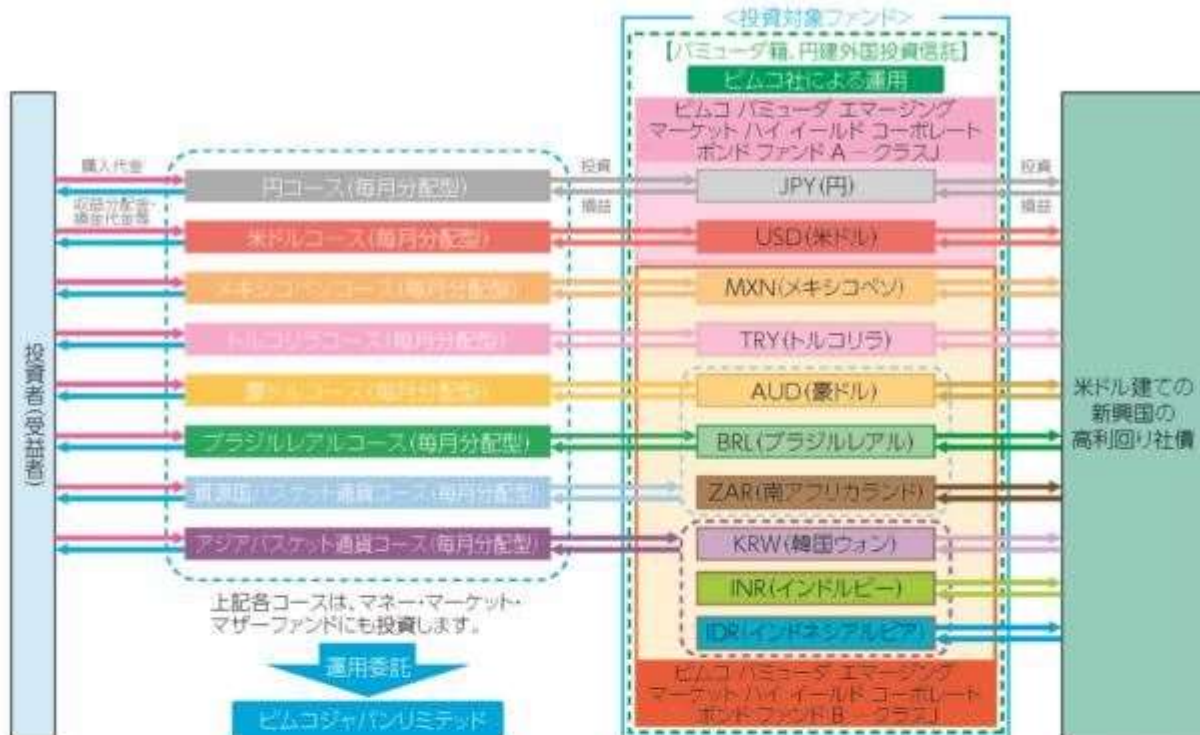 <投資対象ファンド>
【バミューダ籍、円建外国投資信託】
ピムコ社による運用
ピムコ バミューダ エマージング
マーケット ハイ イールド コーポレート
ボンド ファンド A － クラスJ
購入代金
収益分配金・
換金代金等
投資
損益
投資
損益
円コース(毎月分配型)
JPY(円)
米ドルコース(毎月分配型)
USD(米ドル)
メキシコペソコース(毎月分配型)
MXN(メキシコペソ)
トルコリラコース(毎月分配型)
TRY(トルコリラ)
豪ドルコース(毎月分配型)
AUD(豪ドル)
ブラジルレアルコース(毎月分配型)
BRL(ブラジルレアル)
資源国バスケット通貨コース(毎月分配型)
ZAR(南アフリカランド)
アジアバスケット通貨コース(毎月分配型)
KRW(韓国ウォン)
INR(インドルピー)
IDR(インドネシアルピア)
投資者(受益者)
米ドル建ての
新興国の
高利回り社債
上記各コースは、マネー・マーケット・
マザーファンドにも投資します。
運用委託
ピムコジャパンリミテッド
ピムコ バミューダ エマージング
マーケット ハイ イールド コーポレート
ボンド ファンド B － クラスJ